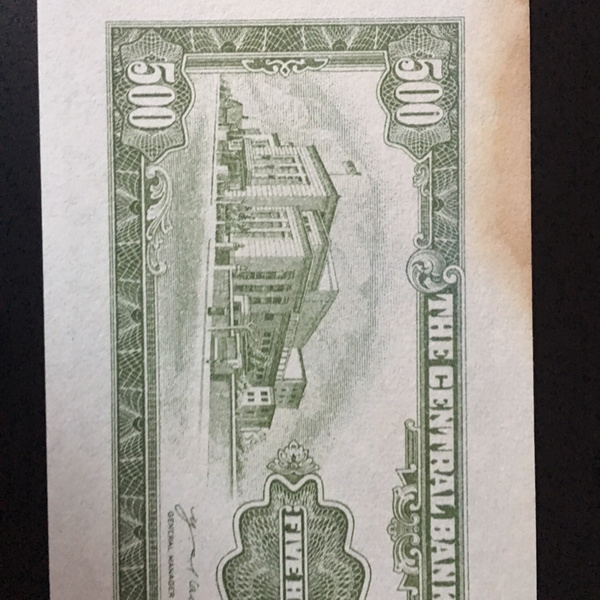 500
500
THE CENTRAL BANK
FIVE H
GENERAL MANAGER